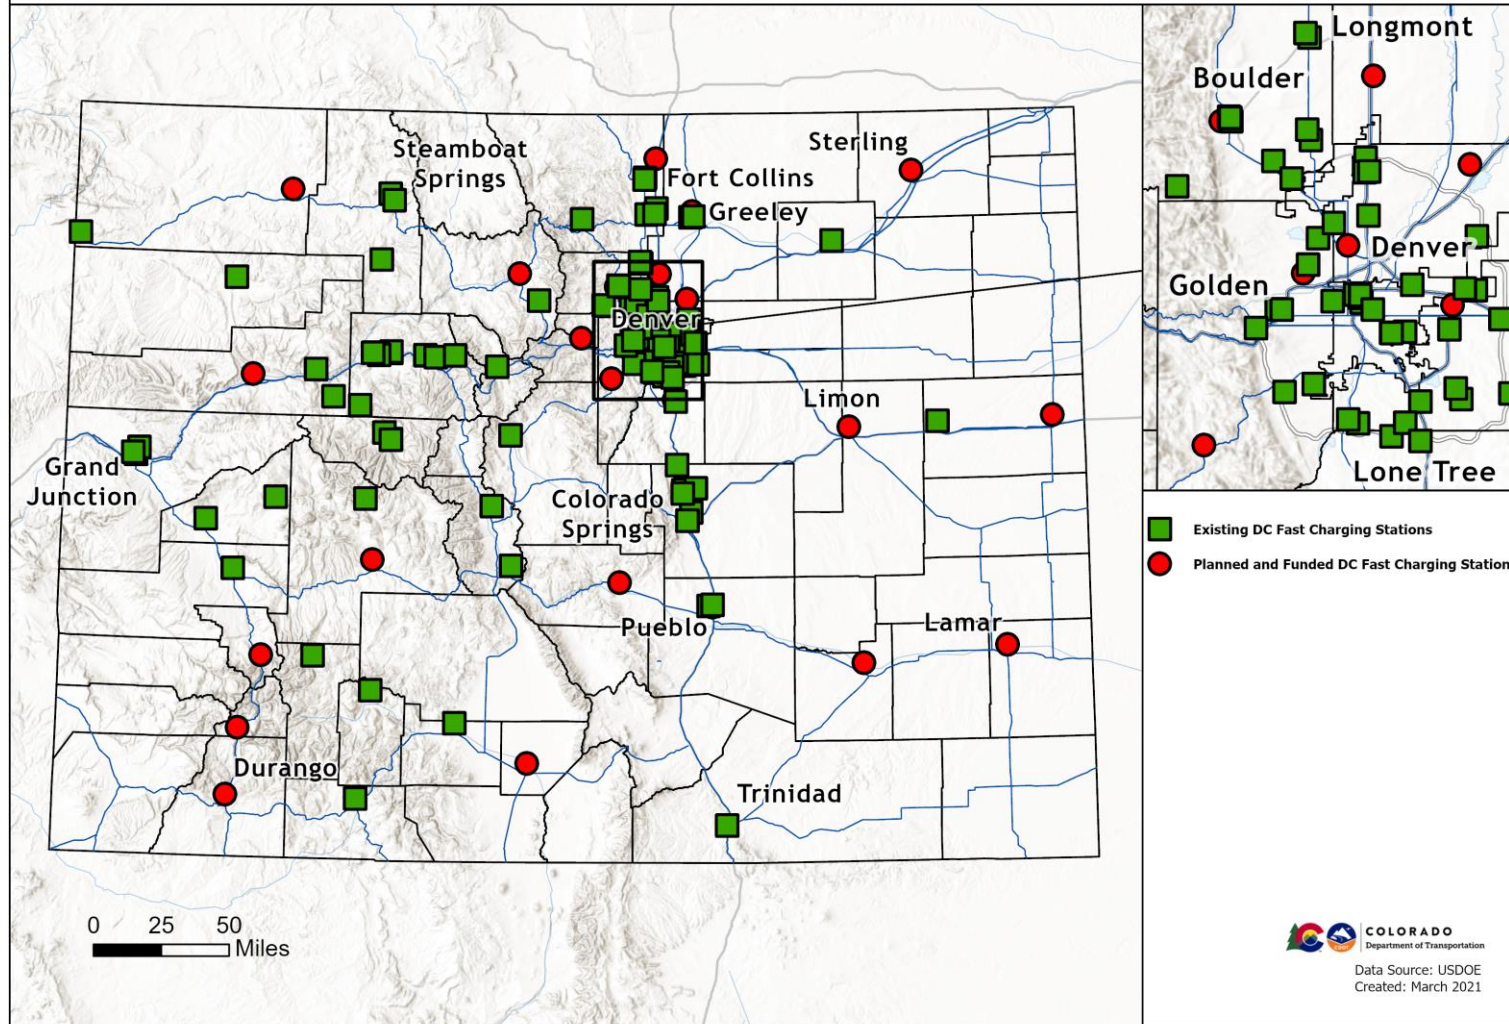 Steamboat
Springs
Sterling
Fort Collins
Greeley
Denver
Limon
Grand
Junction
Colorado
Springs
Pueblo
Lamar
Durango
Trinidad
0 25 50
Miles
Longmont
Boulder
Denver
Golden
Lone Tree
Existing DC Fast Charging Stations
Planned and Funded DC Fast Charging Station
COLORADO
Department of Transportation
Data Source: USDOE
Created: March 2021